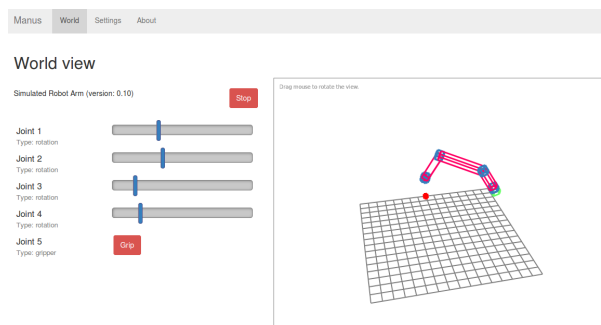 Manus World Settings About
World view
Simulated Robot Arm (version: 0.10)
Stop
Drag mouse to rotate the view.
Joint 1
Type: rotation
Joint 2
Type: rotation
Joint 3
Type: rotation
Joint 4
Type: rotation
Joint 5
Type: gripper
Grip